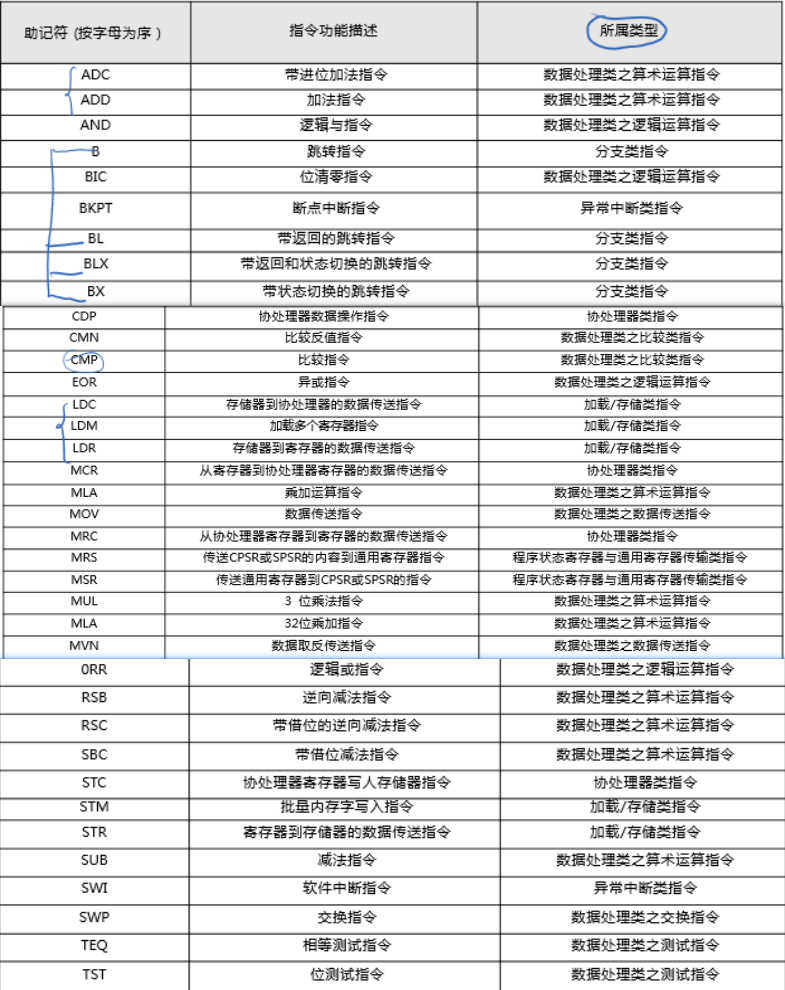 助记符 (按字母为序 ) 指令功能描述 所属类型
ADC 带进位加法指令 数据处理类之算术运算指令
ADD 加法指令 数据处理类之算术运算指令
AND 逻辑与指令 数据处理类之逻辑运算指令
B 跳转指令 分支类指令
BIC 位清零指令 数据处理类之逻辑运算指令
BKPT 断点中断指令 异常中断类指令
BL 带返回的跳转指令 分支类指令
BLX 带返回和状态切换的跳转指令 分支类指令
BX 带状态切换的跳转指令 分支类指令
CDP 协处理器数据操作指令 协处理器类指令
CMN 比较反值指令 数据处理类之比较类指令
CMP 比较指令 数据处理类之比较类指令
EOR 异或指令 数据处理类之逻辑运算指令
LDC 存储器到协处理器的数据传送指令 加载/存储类指令
LDM 加载多个寄存器指令 加载/存储类指令
LDR 存储器到寄存器的数据传送指令 加载/存储类指令
MCR 从寄存器到协处理器寄存器的数据传送指令 协处理器类指令
MLA 乘加运算指令 数据处理类之算术运算指令
MOV 数据传送指令 数据处理类之数据传送指令
MRC 从协处理器寄存器到寄存器的数据传送指令 协处理器类指令
MRS 传送CPSR或SPSR的内容到通用寄存器指令 程序状态寄存器与通用寄存器传输类指令
MSR 传送通用寄存器到CPSR或SPSR的指令 程序状态寄存器与通用寄存器传输类指令
MUL 3 位乘法指令 数据处理类之算术运算指令
MLA 32位乘加指令 数据处理类之算术运算指令
MVN 数据取反传送指令 数据处理类之数据传送指令
0RR 逻辑或指令 数据处理类之逻辑运算指令
RSB 逆向减法指令 数据处理类之算术运算指令
RSC 带借位的逆向减法指令 数据处理类之算术运算指令
SBC 带借位减法指令 数据处理类之算术运算指令
STC 协处理器寄存器写人存储器指令 协处理器类指令
STM 批量内存字写入指令 加载/存储类指令
STR 寄存器到存储器的数据传送指令 加载/存储类指令
SUB 减法指令 数据处理类之算术运算指令
SWI 软件中断指令 异常中断类指令
SWP 交换指令 数据处理类之交换指令
TEQ 相等测试指令 数据处理类之测试指令
TST 位测试指令 数据处理类之测试指令